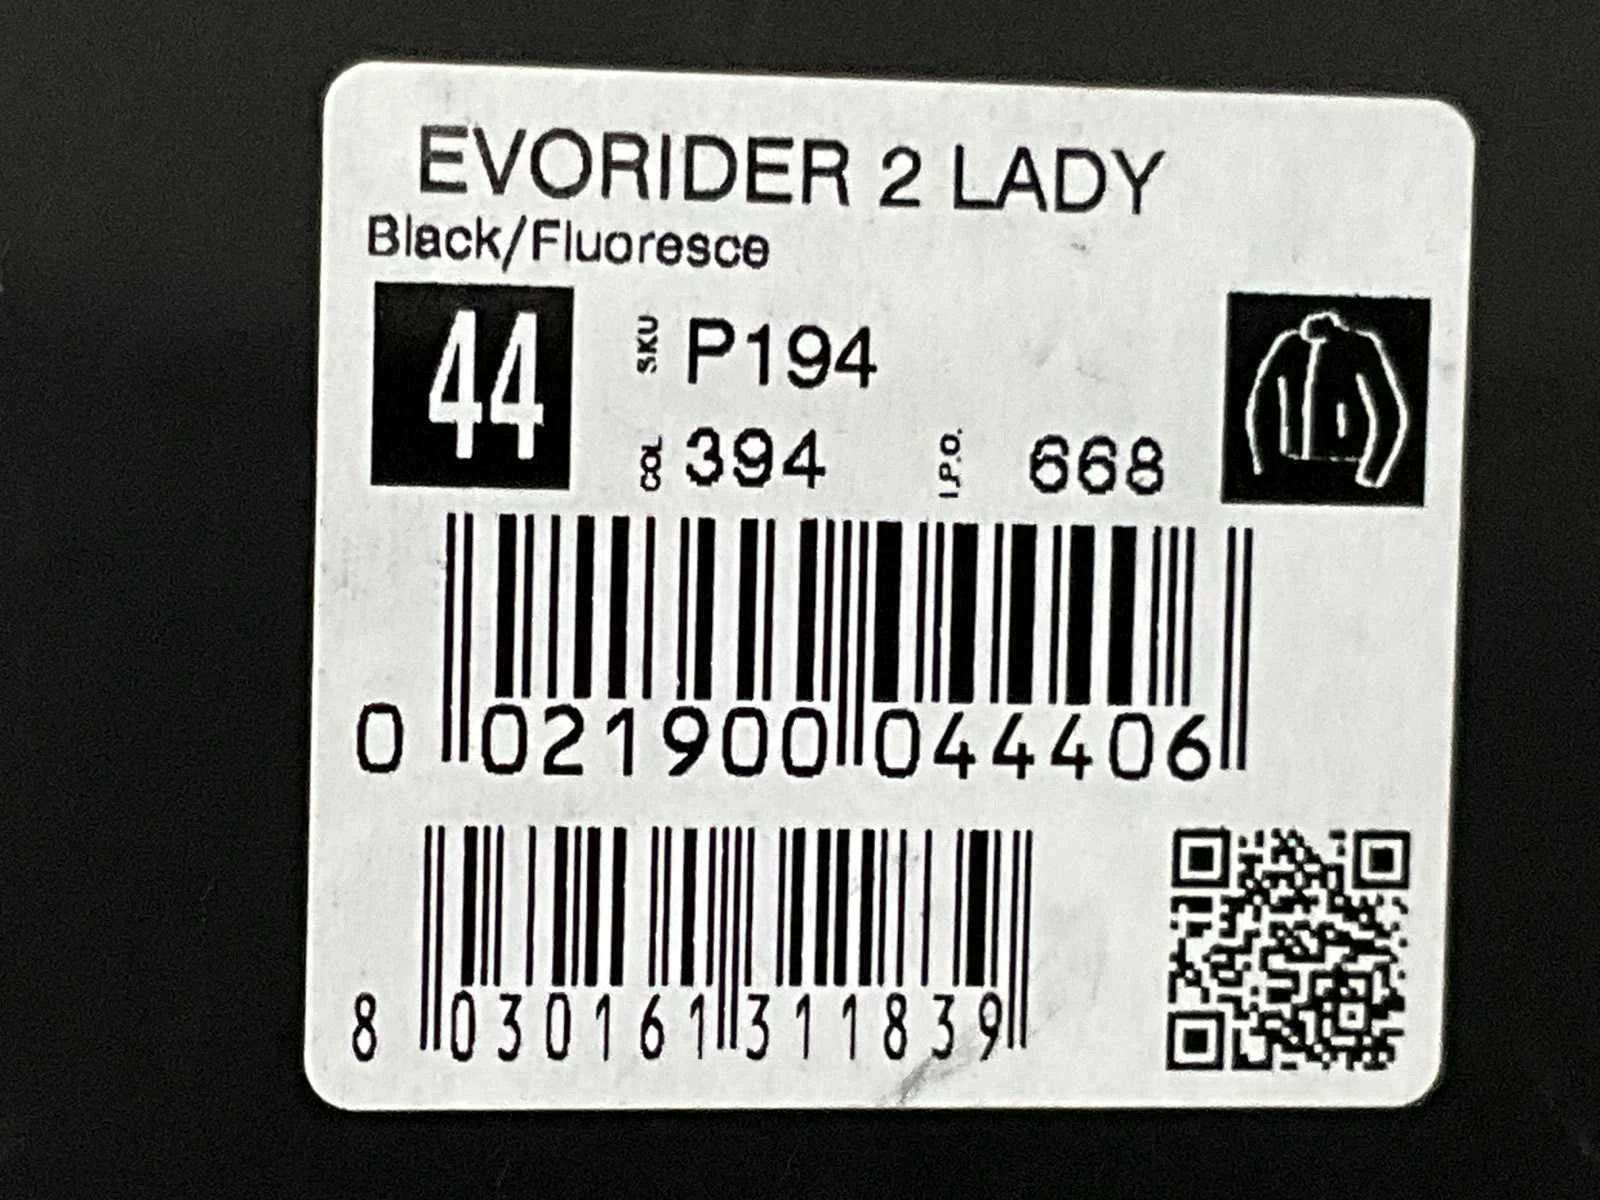 EVORIDER 2 LADY
Black/Fluoresce
44
SKU P194
COL 394 I.P.O. 668
0 021900 044406
8 030161 311839